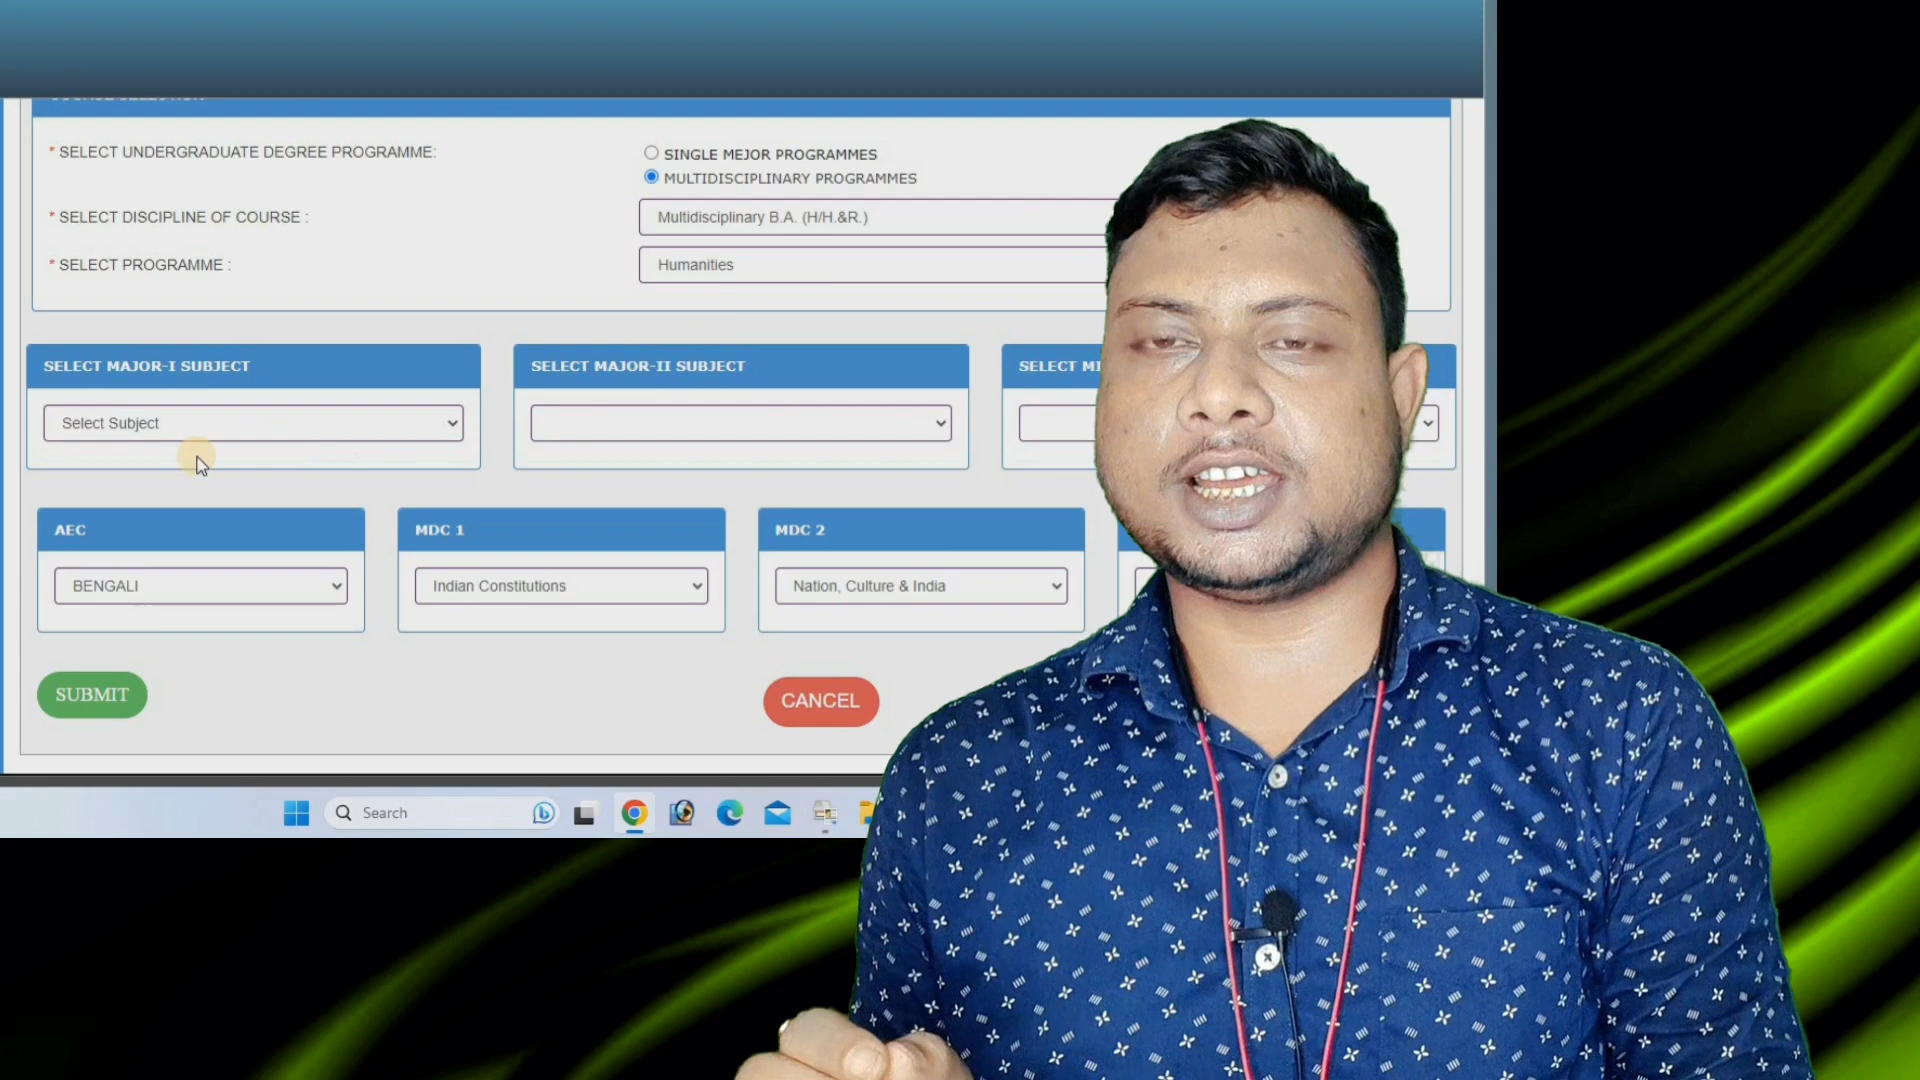 * SELECT UNDERGRADUATE DEGREE PROGRAMME:
SINGLE MEJOR PROGRAMMES
MULTIDISCIPLINARY PROGRAMMES
* SELECT DISCIPLINE OF COURSE :
Multidisciplinary B.A. (H/H.&R.)
* SELECT PROGRAMME :
Humanities
SELECT MAJOR-I SUBJECT
SELECT MAJOR-II SUBJECT
SELECT
Select Subject
AEC
MDC 1
MDC 2
BENGALI
Indian Constitutions
Nation, Culture & India
SUBMIT
CANCEL
Search